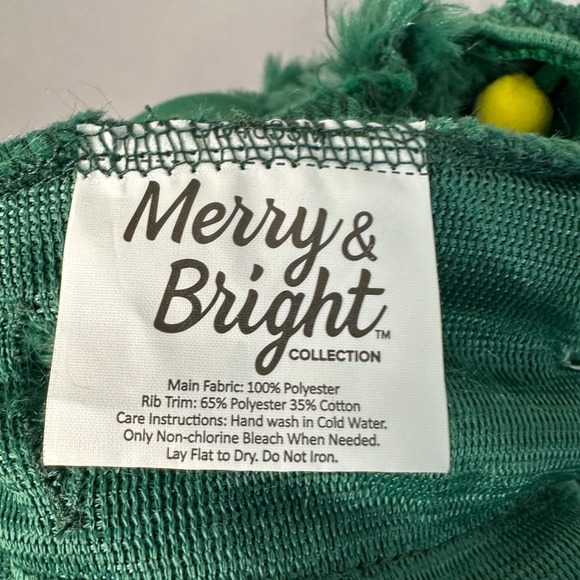 Merry &
Bright™
COLLECTION
Main Fabric: 100% Polyester
Rib Trim: 65% Polyester 35% Cotton
Care Instructions: Hand wash in Cold Water.
Only Non-chlorine Bleach When Needed.
Lay Flat to Dry. Do Not Iron.